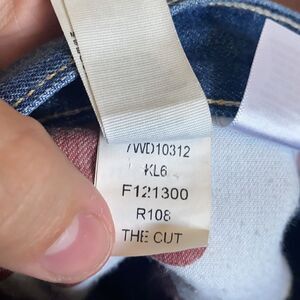 7WD10312
KL6
F121300
R108
THE CUT